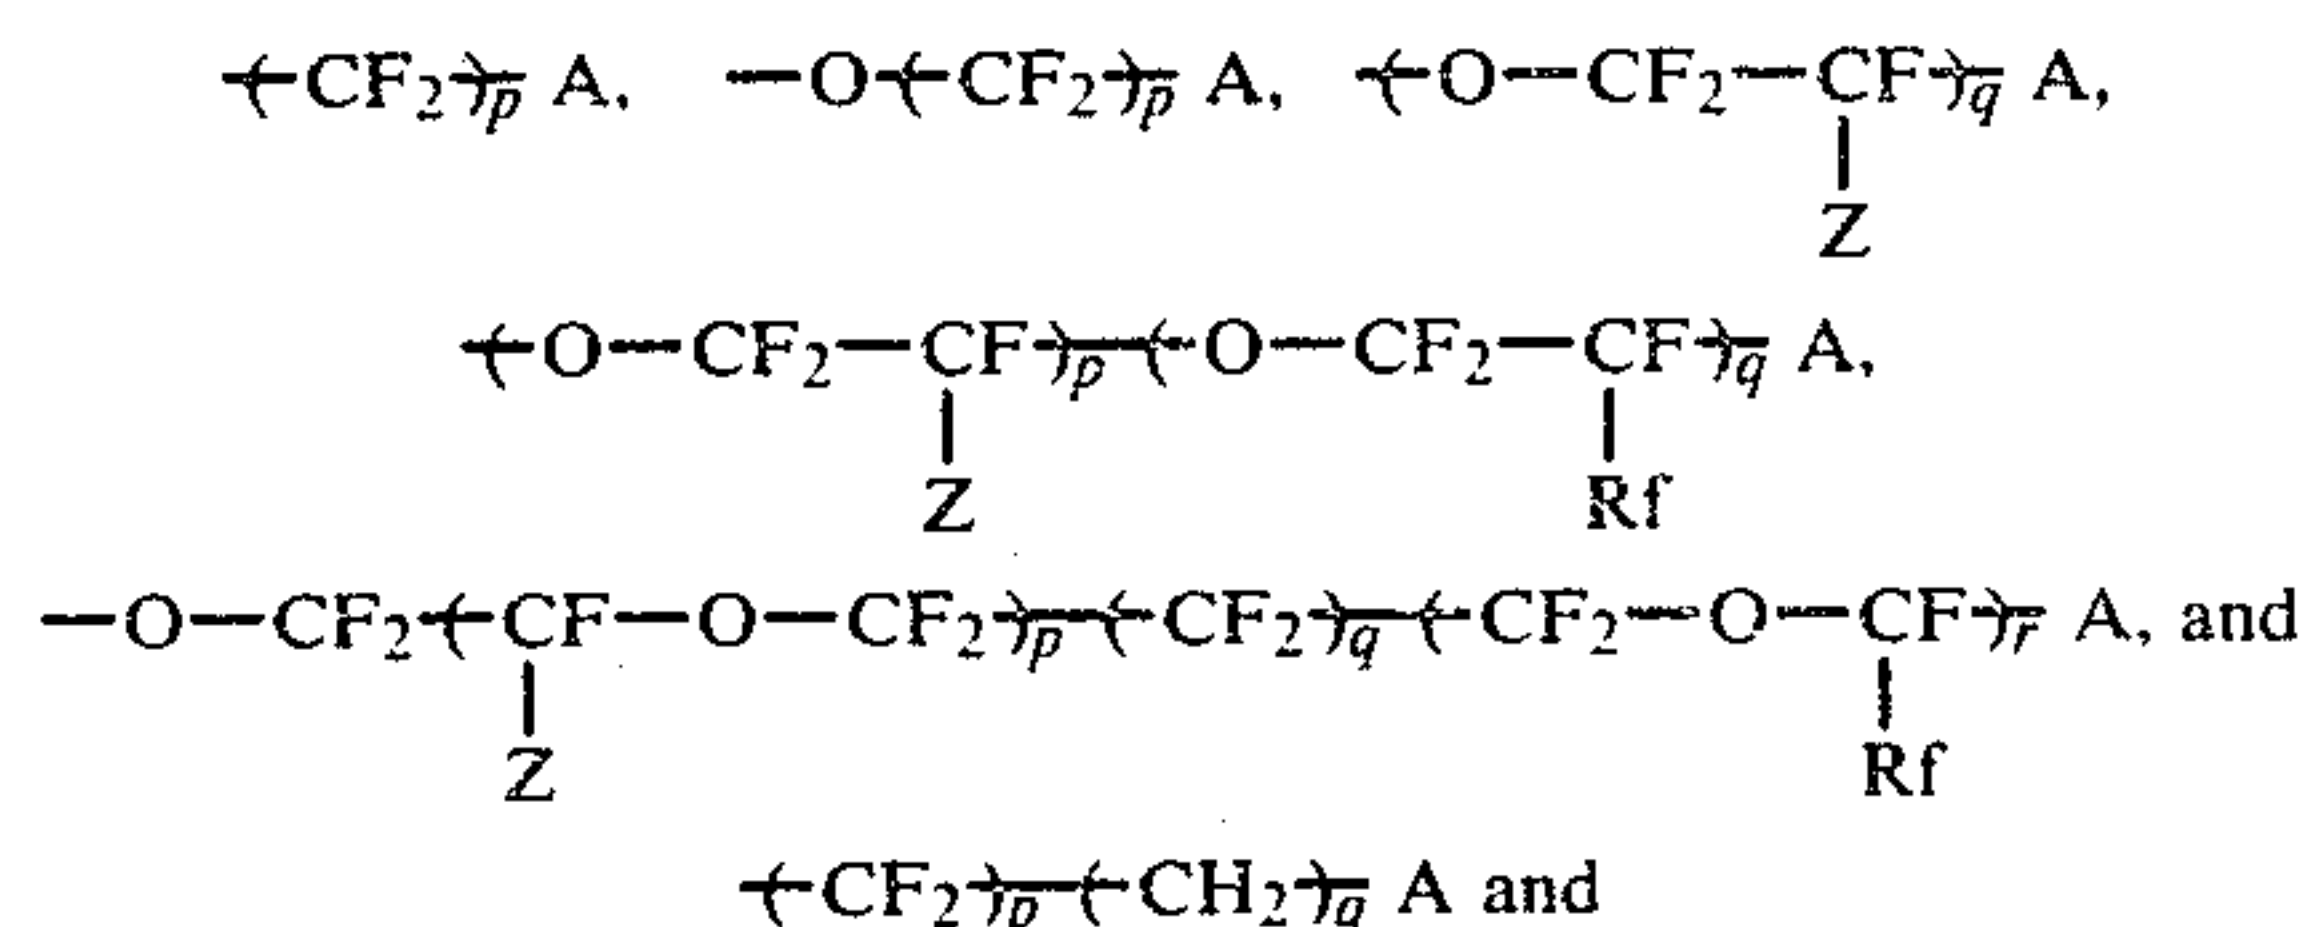 -(CF2)p A, -O-(CF2)p A, -(O-CF2-CF)q A,
Z
-(O-CF2-CF)p-(O-CF2-CF)q A,
Z Rf
-O-CF2-(CF-O-CF2)p-(CF2)q-(CF2-O-CF)r A, and
Z Rf
-(CF2)p-(CH2)q A and